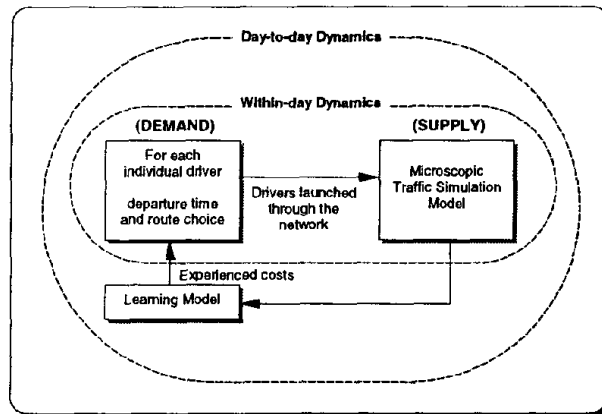 Day-to-day Dynamics
Within-day Dynamics
(DEMAND)
(SUPPLY)
For each
individual driver
departure time
and route choice
Drivers launched
through the
network
Microscopic
Traffic Simulation
Model
Experienced costs
Learning Model